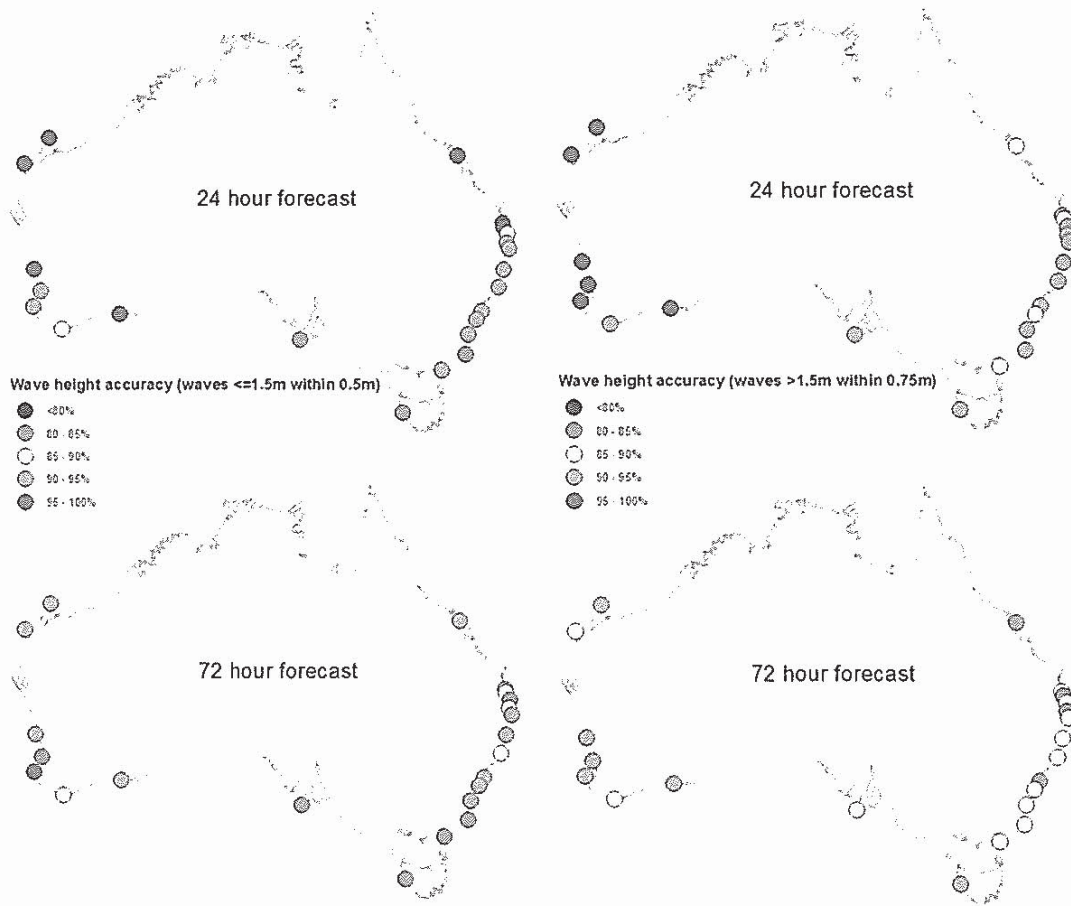 24 hour forecast
24 hour forecast
Wave height accuracy (waves <=1.5m within 0.5m)
<80%
80 - 85%
85 - 90%
90 - 95%
95 - 100%
Wave height accuracy (waves >1.5m within 0.75m)
<80%
80 - 85%
85 - 90%
90 - 95%
95 - 100%
72 hour forecast
72 hour forecast